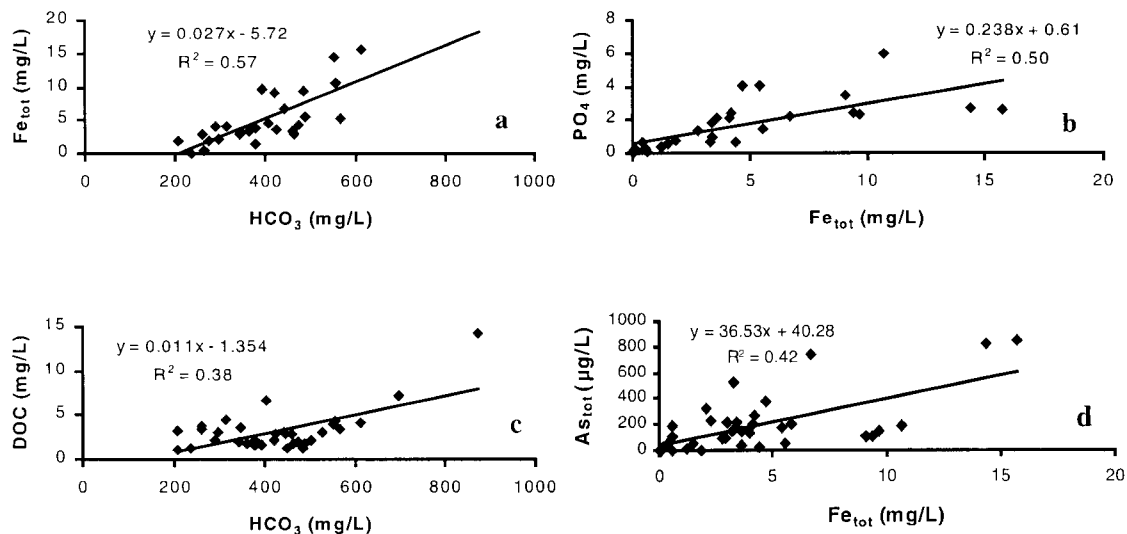 Fe_tot (mg/L)
20
15
10
5
0
y = 0.027x - 5.72
R² = 0.57
a
0 200 400 600 800 1000
HCO₃ (mg/L)
PO₄ (mg/L)
8
6
4
2
0
y = 0.238x + 0.61
R² = 0.50
b
0 5 10 15 20
Fe_tot (mg/L)
DOC (mg/L)
15
10
5
0
y = 0.011x - 1.354
R² = 0.38
c
0 200 400 600 800 1000
HCO₃ (mg/L)
As_tot (µg/L)
1000
800
600
400
200
0
y = 36.53x + 40.28
R² = 0.42
d
0 5 10 15 20
Fe_tot (mg/L)